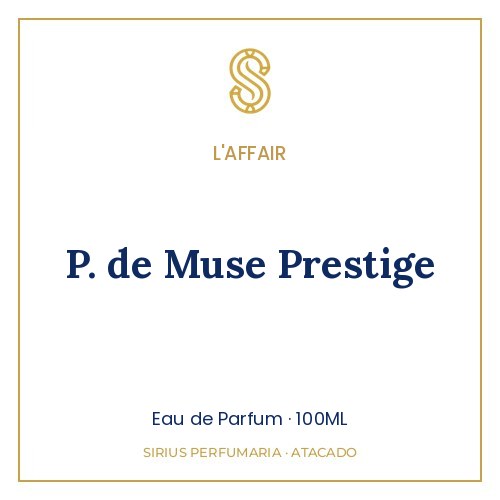 L'AFFAIR
P. de Muse Prestige
Eau de Parfum · 100ML
SIRIUS PERFUMARIA · ATACADO